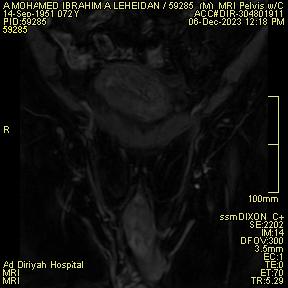 A MOHAMED IBRAHIM A LEHEIDAN / 59285 (M) MRI Pelvis w/C
14-Sep-1951 072Y ACC#DIR-304801911
PID:59285 06-Dec-2023 12:18 PM
59285
R
100mm
ssmDIXON_C+
SE:2202
IM:14
DFOV:300
3.5mm
EC:1
Ad Diriyah Hospital TE:0
MRI ET:70
MRI TR:5.29